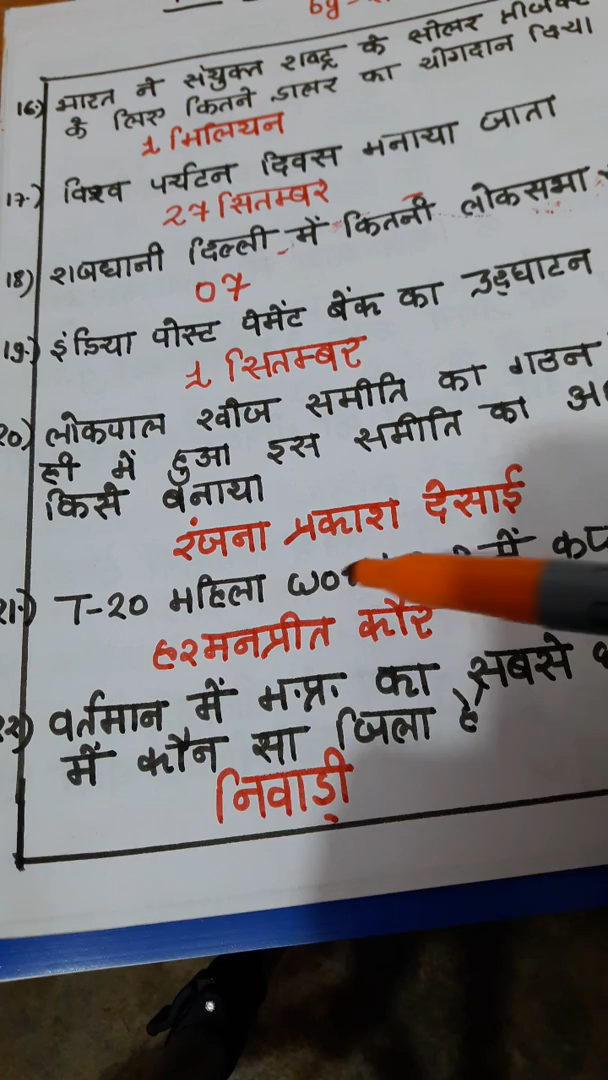 by-
16) भारत ने संयुक्त राष्ट्र के सोलर
के लिए कितने डालर का योगदान दिया
1 मिलियन
17.) विश्व पर्यटन दिवस मनाया जाता
27 सितम्बर
18) राजधानी दिल्ली में कितनी लोकसभा
07
19.) इंडिया पोस्ट पेमेंट बेंक का उद्घाटन
1 सितम्बर
20) लोकपाल खोज समीति का गठन
ही में हुआ इस समीति का
किसे बनाया
रंजना प्रकाश देसाई
21.) T-20 महिला में
हरमनप्रीत कौर
22) वर्तमान में म.प्र. का सबसे
में कौन सा जिला है
निवाड़ी